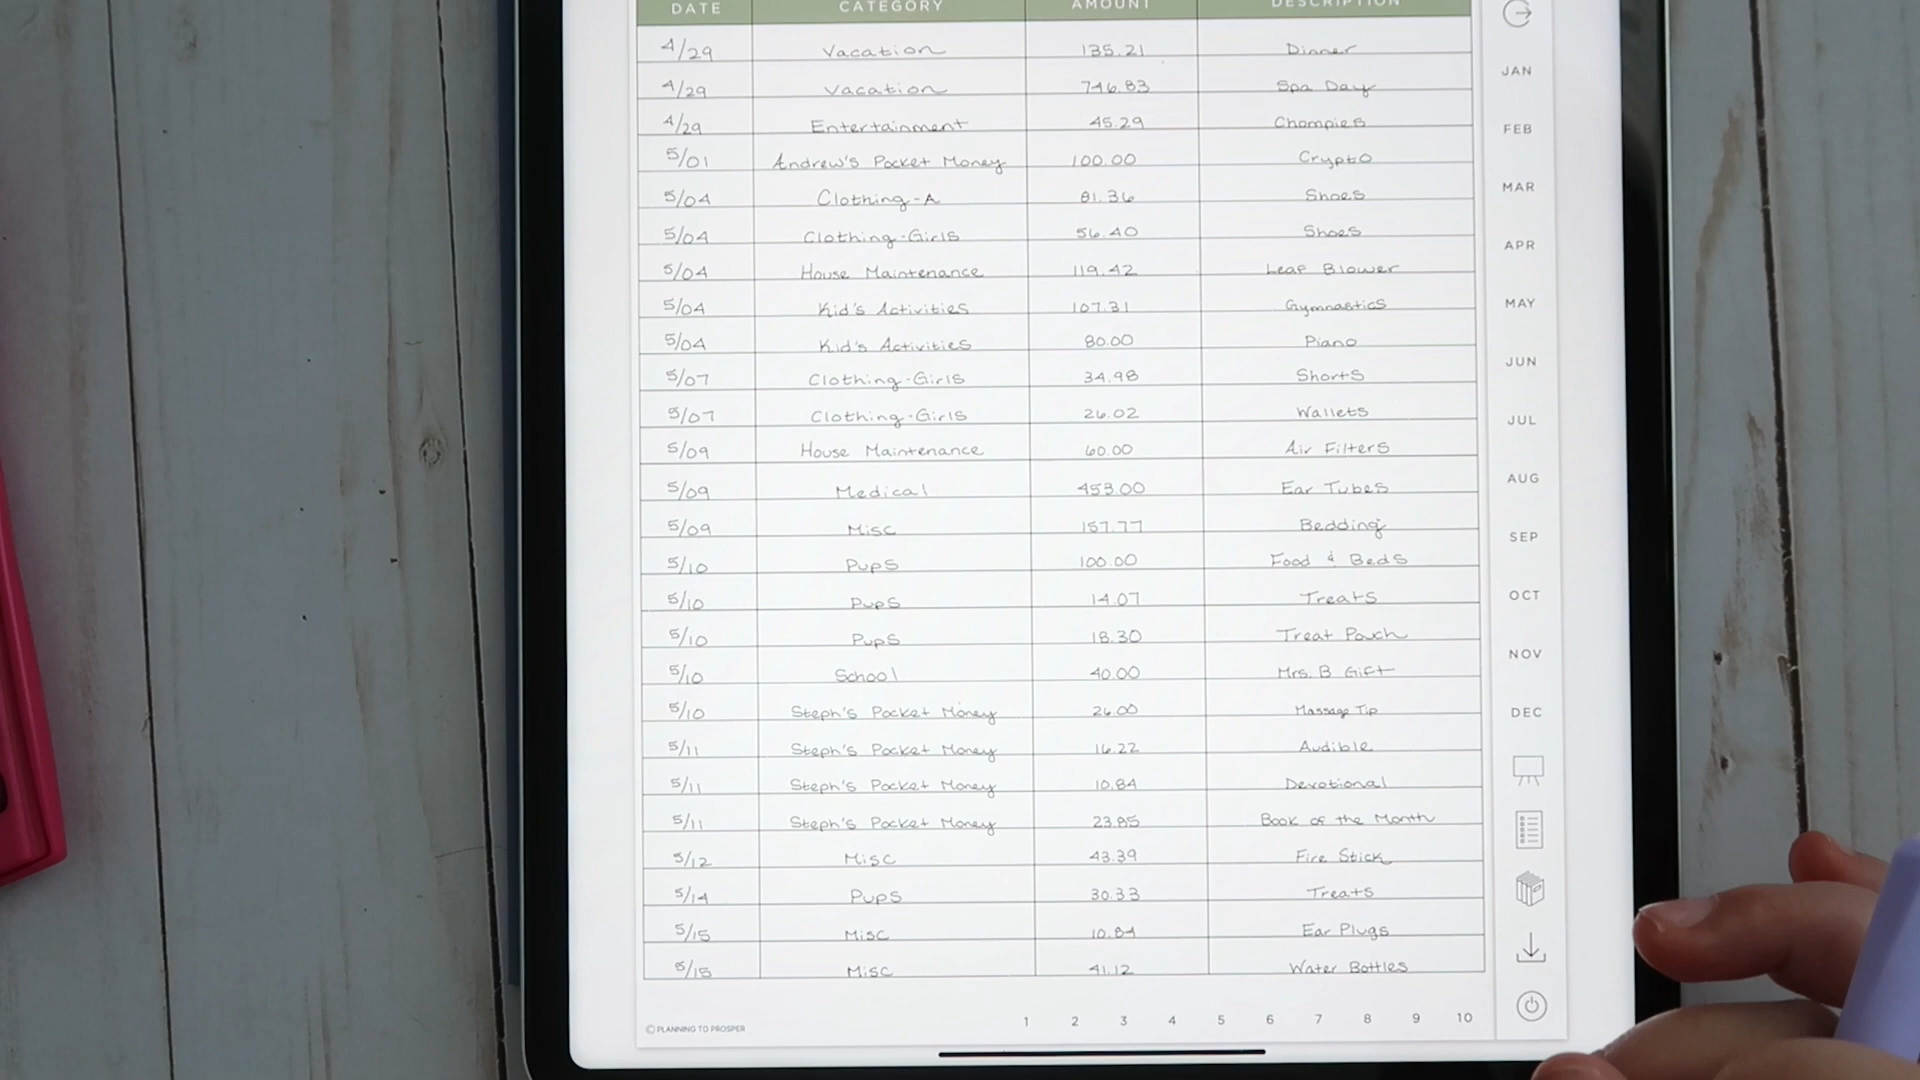 DATE CATEGORY AMOUNT DESCRIPTION
4/29 Vacation 135.21 Dinner
4/29 Vacation 746.83 Spa Day
4/29 Entertainment 45.29 Chompies
5/01 Andrew's Pocket Money 100.00 Crypto
5/04 Clothing-A 81.36 Shoes
5/04 Clothing-Girls 56.40 Shoes
5/04 House Maintenance 119.42 Leaf Blower
5/04 Kid's Activities 107.31 Gymnastics
5/04 Kid's Activities 80.00 Piano
5/07 Clothing-Girls 34.98 Shorts
5/07 Clothing-Girls 26.02 Wallets
5/09 House Maintenance 60.00 Air Filters
5/09 Medical 453.00 Ear Tubes
5/09 Misc 157.77 Bedding
5/10 Pups 100.00 Food & Beds
5/10 Pups 14.07 Treats
5/10 Pups 18.30 Treat Pouch
5/10 School 40.00 Mrs. B Gift
5/10 Steph's Pocket Money 26.00 Massage Tip
5/11 Steph's Pocket Money 16.22 Audible
5/11 Steph's Pocket Money 10.84 Devotional
5/11 Steph's Pocket Money 23.85 Book of the Month
5/12 Misc 43.39 Fire Stick
5/14 Pups 30.33 Treats
5/15 Misc 10.84 Ear Plugs
5/15 Misc 41.12 Water Bottles
© PLANNING TO PROSPER 1 2 3 4 5 6 7 8 9 10
JAN
FEB
MAR
APR
MAY
JUN
JUL
AUG
SEP
OCT
NOV
DEC